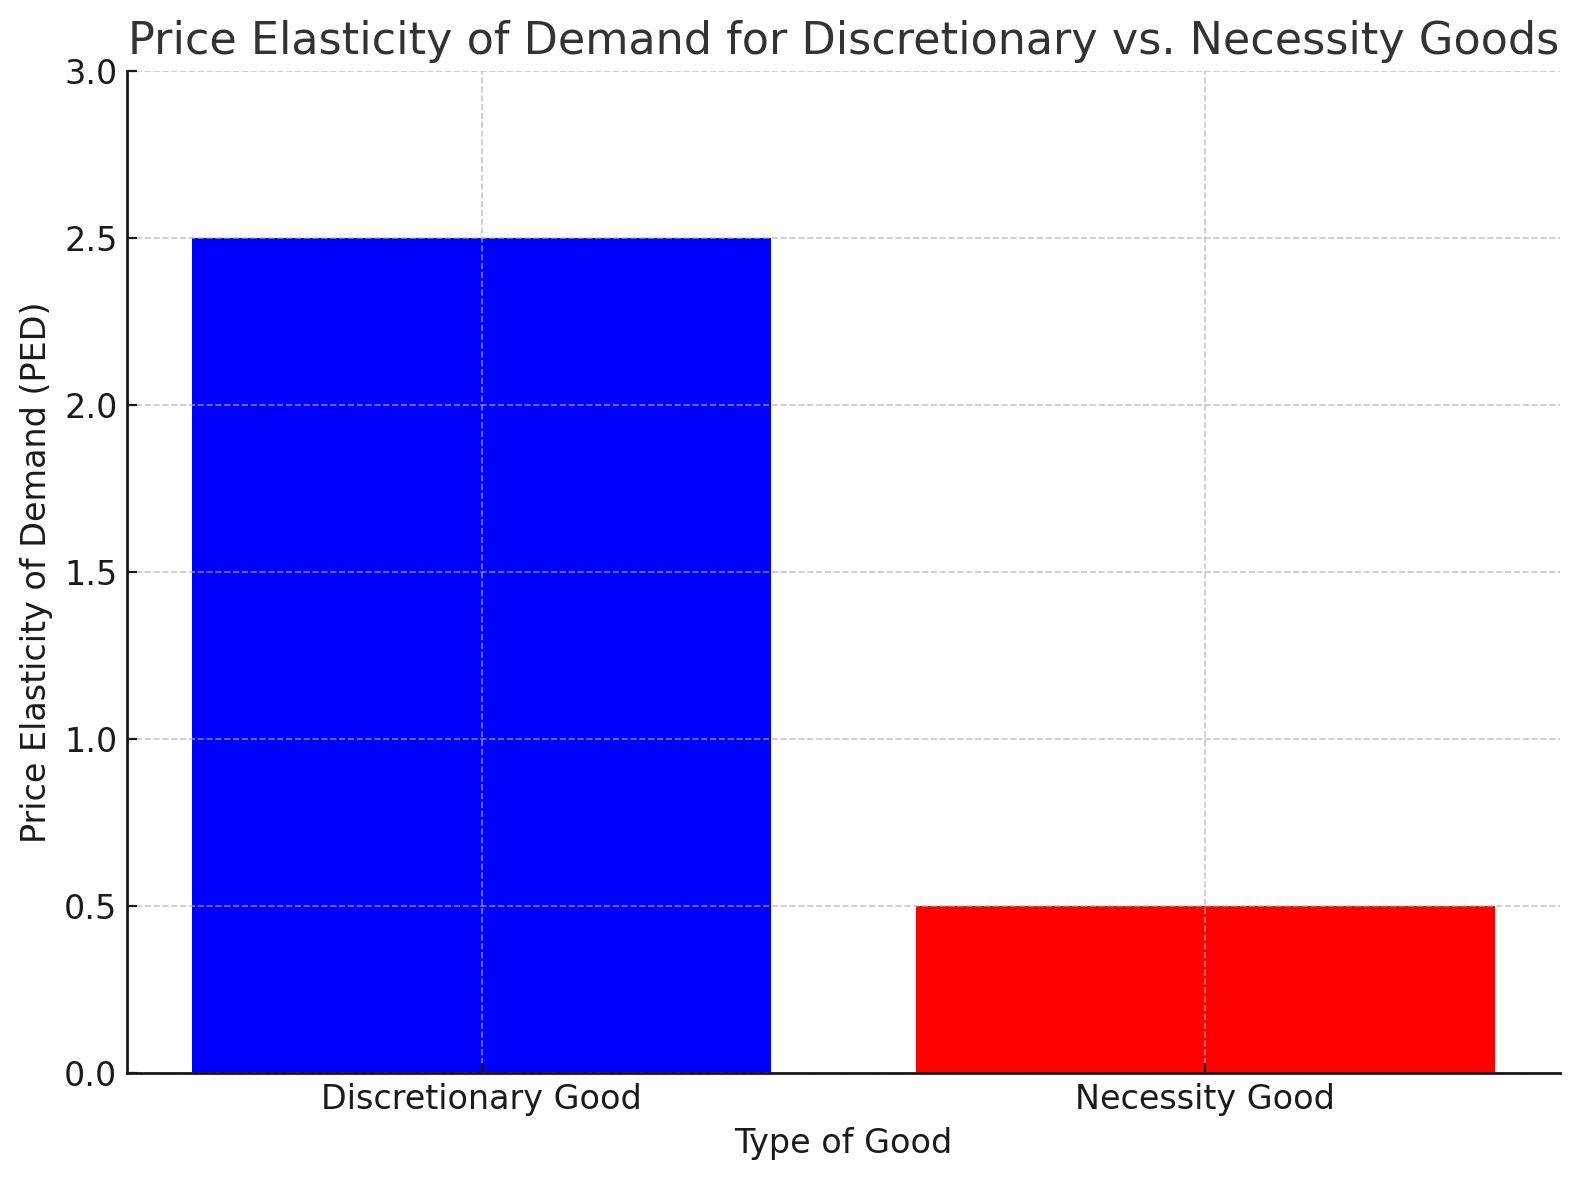 Price Elasticity of Demand for Discretionary vs. Necessity Goods
3.0
2.5
2.0
1.5
1.0
0.5
0.0
Price Elasticity of Demand (PED)
Discretionary Good
Necessity Good
Type of Good